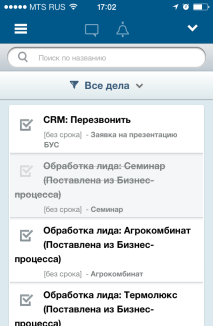 MTS RUS 17:02
Поиск по названию
Все дела
CRM: Перезвонить
[без срока] - Заявка на презентацию
БУС
Обработка лида: Семинар
(Поставлена из Бизнес-
процесса)
[без срока] - Семинар
Обработка лида: Агрокомбинат
(Поставлена из Бизнес-
процесса)
[без срока] - Агрокомбинат
Обработка лида: Термолюкс
(Поставлена из Бизнес-
процесса)